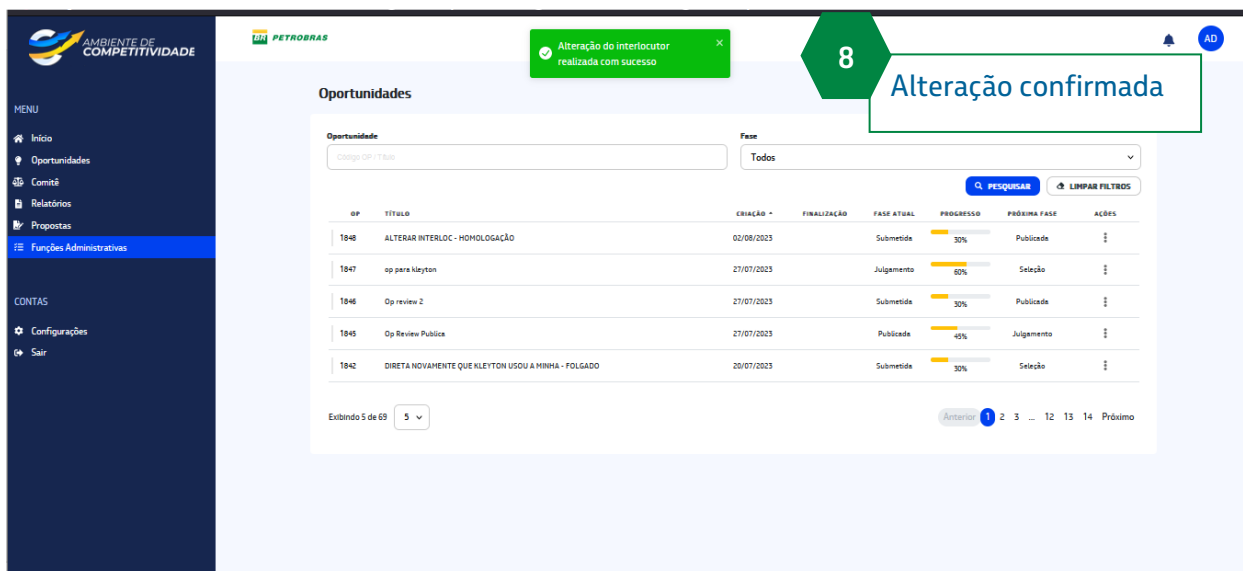 AMBIENTE DE
COMPETITIVIDADE
BR PETROBRAS
Alteração do interlocutor
realizada com sucesso
×
8
Alteração confirmada
AD
MENU
Início
Oportunidades
Comitê
Relatórios
Propostas
Funções Administrativas
CONTAS
Configurações
Sair
Oportunidades
Oportunidade
Código OP / Título
Fase
Todos
PESQUISAR
LIMPAR FILTROS
OP TÍTULO CRIAÇÃO FINALIZAÇÃO FASE ATUAL PROGRESSO PRÓXIMA FASE AÇÕES
1848 ALTERAR INTERLOC - HOMOLOGAÇÃO 02/08/2023 Submetida 30% Publicada
1847 op para kleyton 27/07/2023 Julgamento 60% Seleção
1846 Op review 2 27/07/2023 Submetida 30% Publicada
1845 Op Review Publica 27/07/2023 Publicada 45% Julgamento
1842 DIRETA NOVAMENTE QUE KLEYTON USOU A MINHA - FOLGADO 20/07/2023 Submetida 30% Seleção
Exibindo 5 de 69 5
Anterior 1 2 3 ... 12 13 14 Próximo